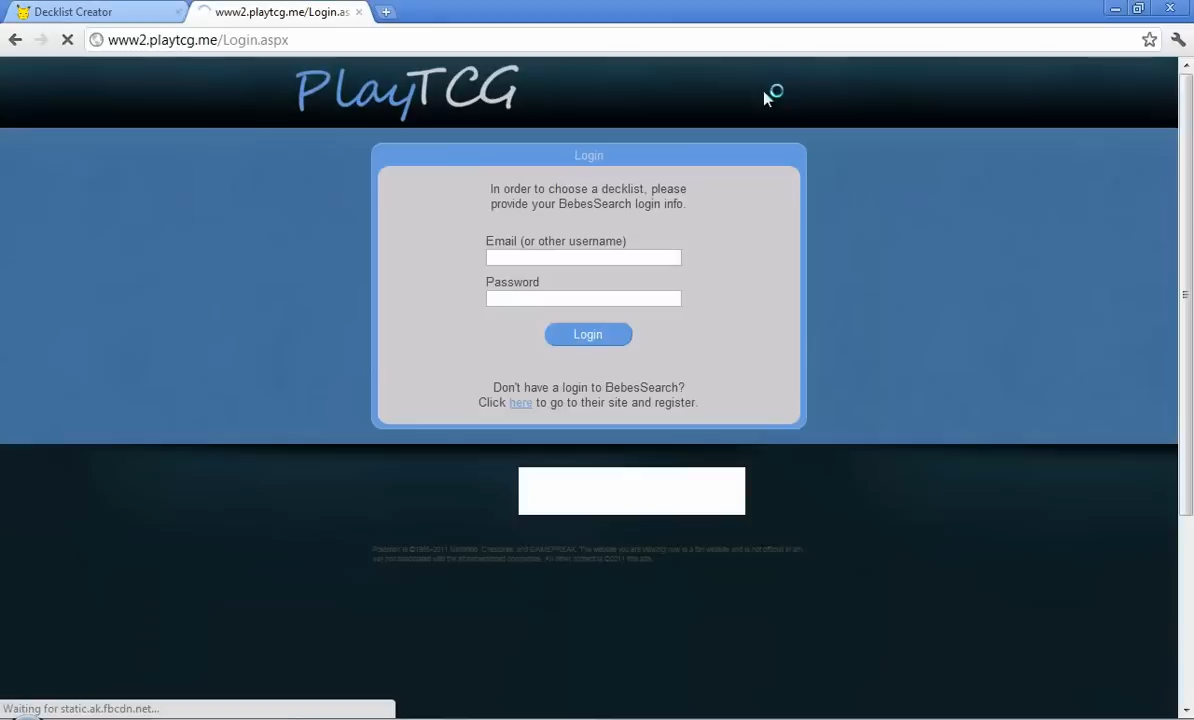 Decklist Creator
www2.playtcg.me/Login.as
www2.playtcg.me/Login.aspx
PlayTCG
Login
In order to choose a decklist, please
provide your BebesSearch login info.
Email (or other username)
Password
Login
Don't have a login to BebesSearch?
Click here to go to their site and register.
Waiting for static.ak.fbcdn.net...